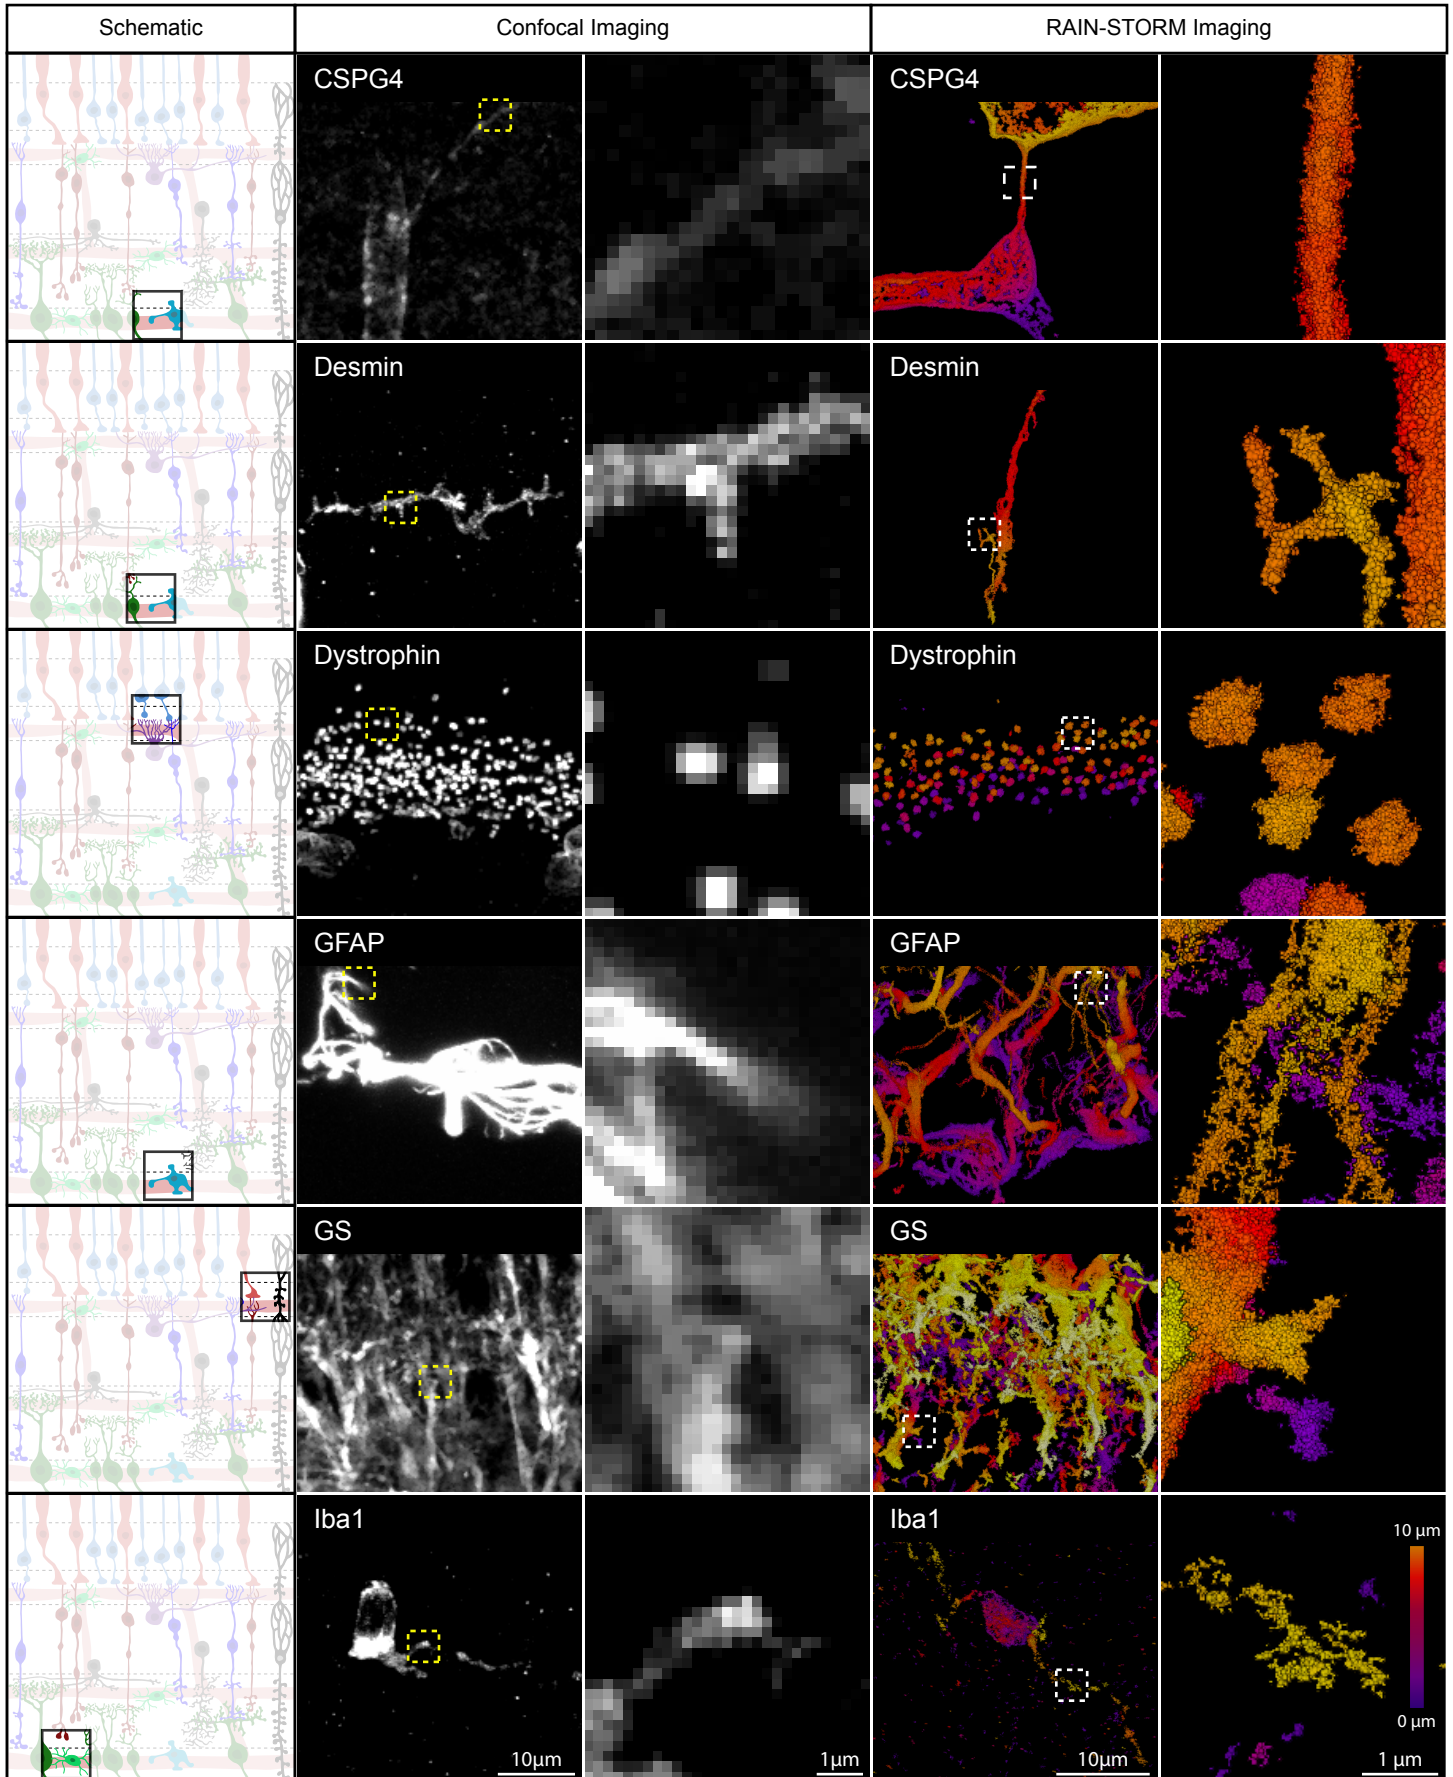 Schematic
Confocal Imaging
RAIN-STORM Imaging
CSPG4
CSPG4
Desmin
Desmin
Dystrophin
Dystrophin
GFAP
GFAP
GS
GS
Iba1
Iba1
10 µm
0 µm
10µm
1µm
10µm
1 µm